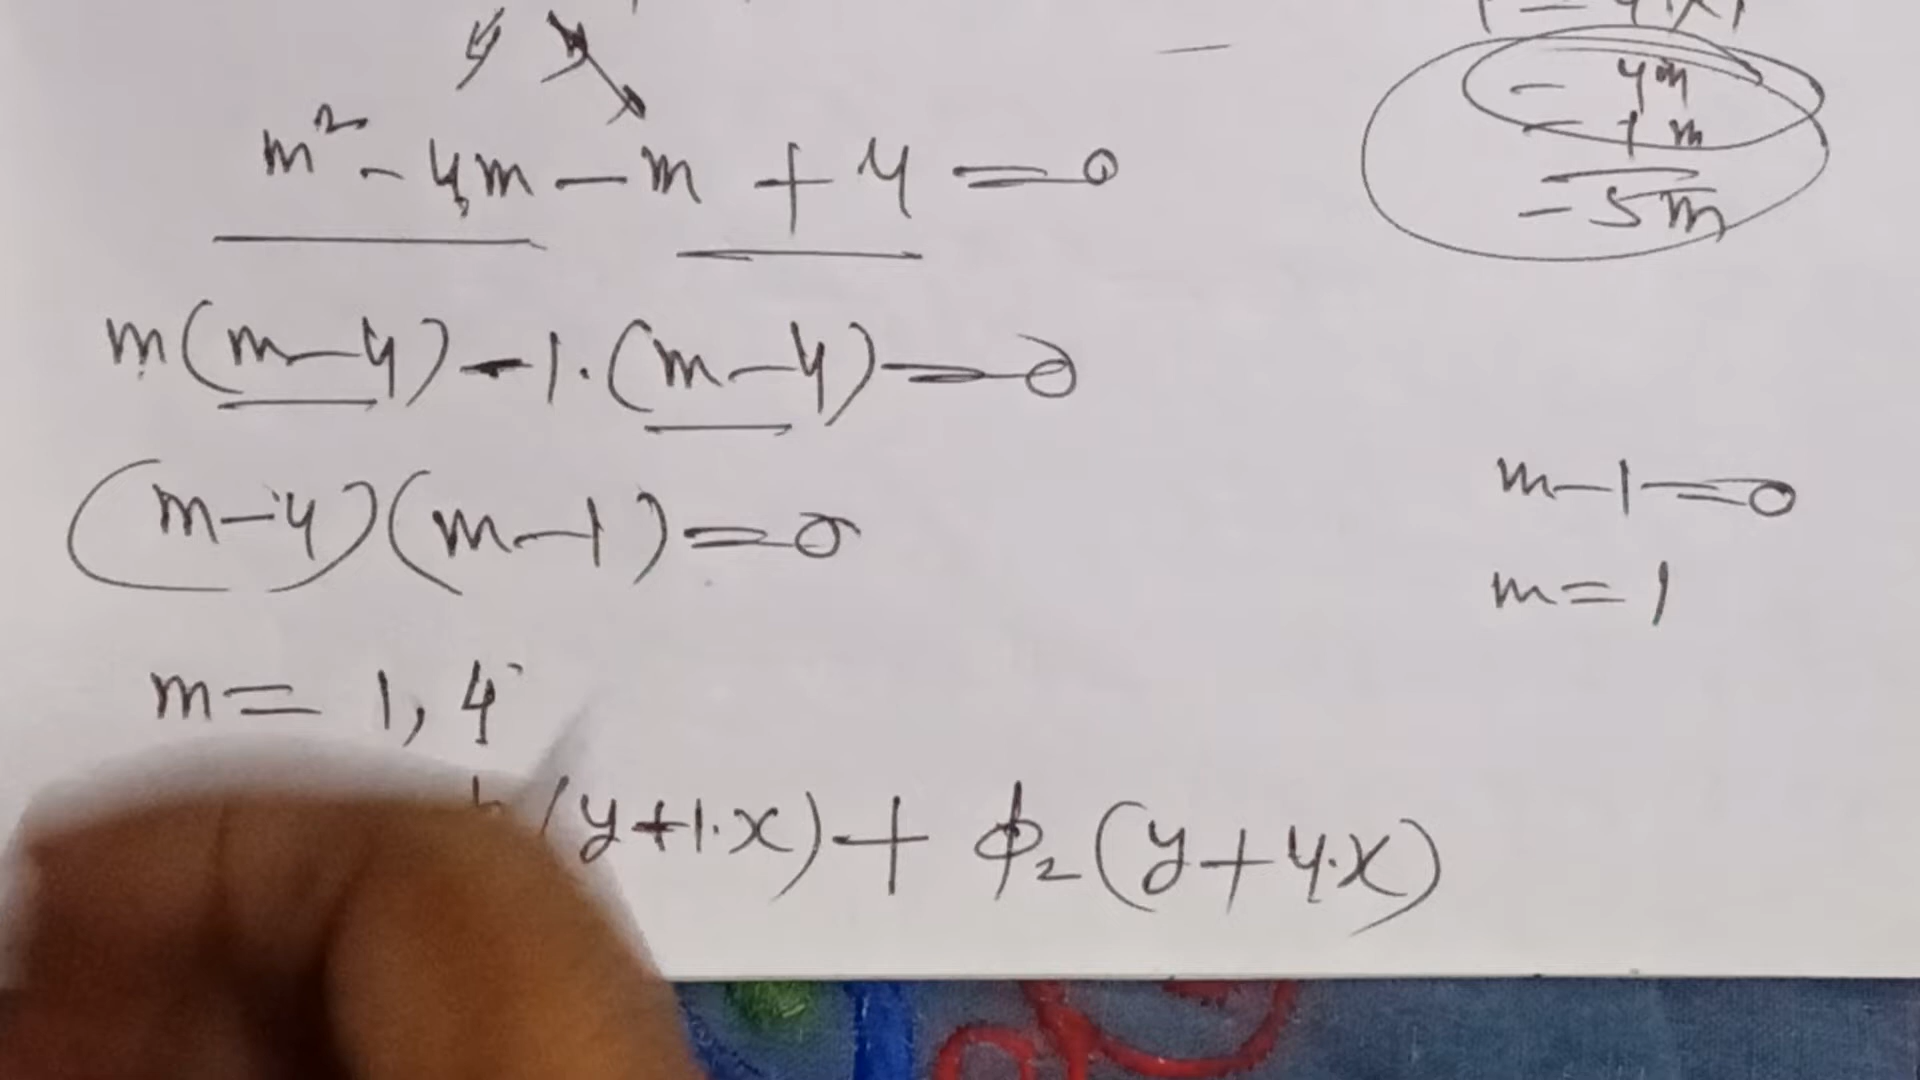 - 4m
- 1m
- 5m
m² - 4m - m + 4 = 0
m(m-4) - 1.(m-4) = 0
(m-4)(m-1) = 0
m-1 = 0
m = 1
m = 1, 4
(y+1.x) + ϕ₂(y+4.x)